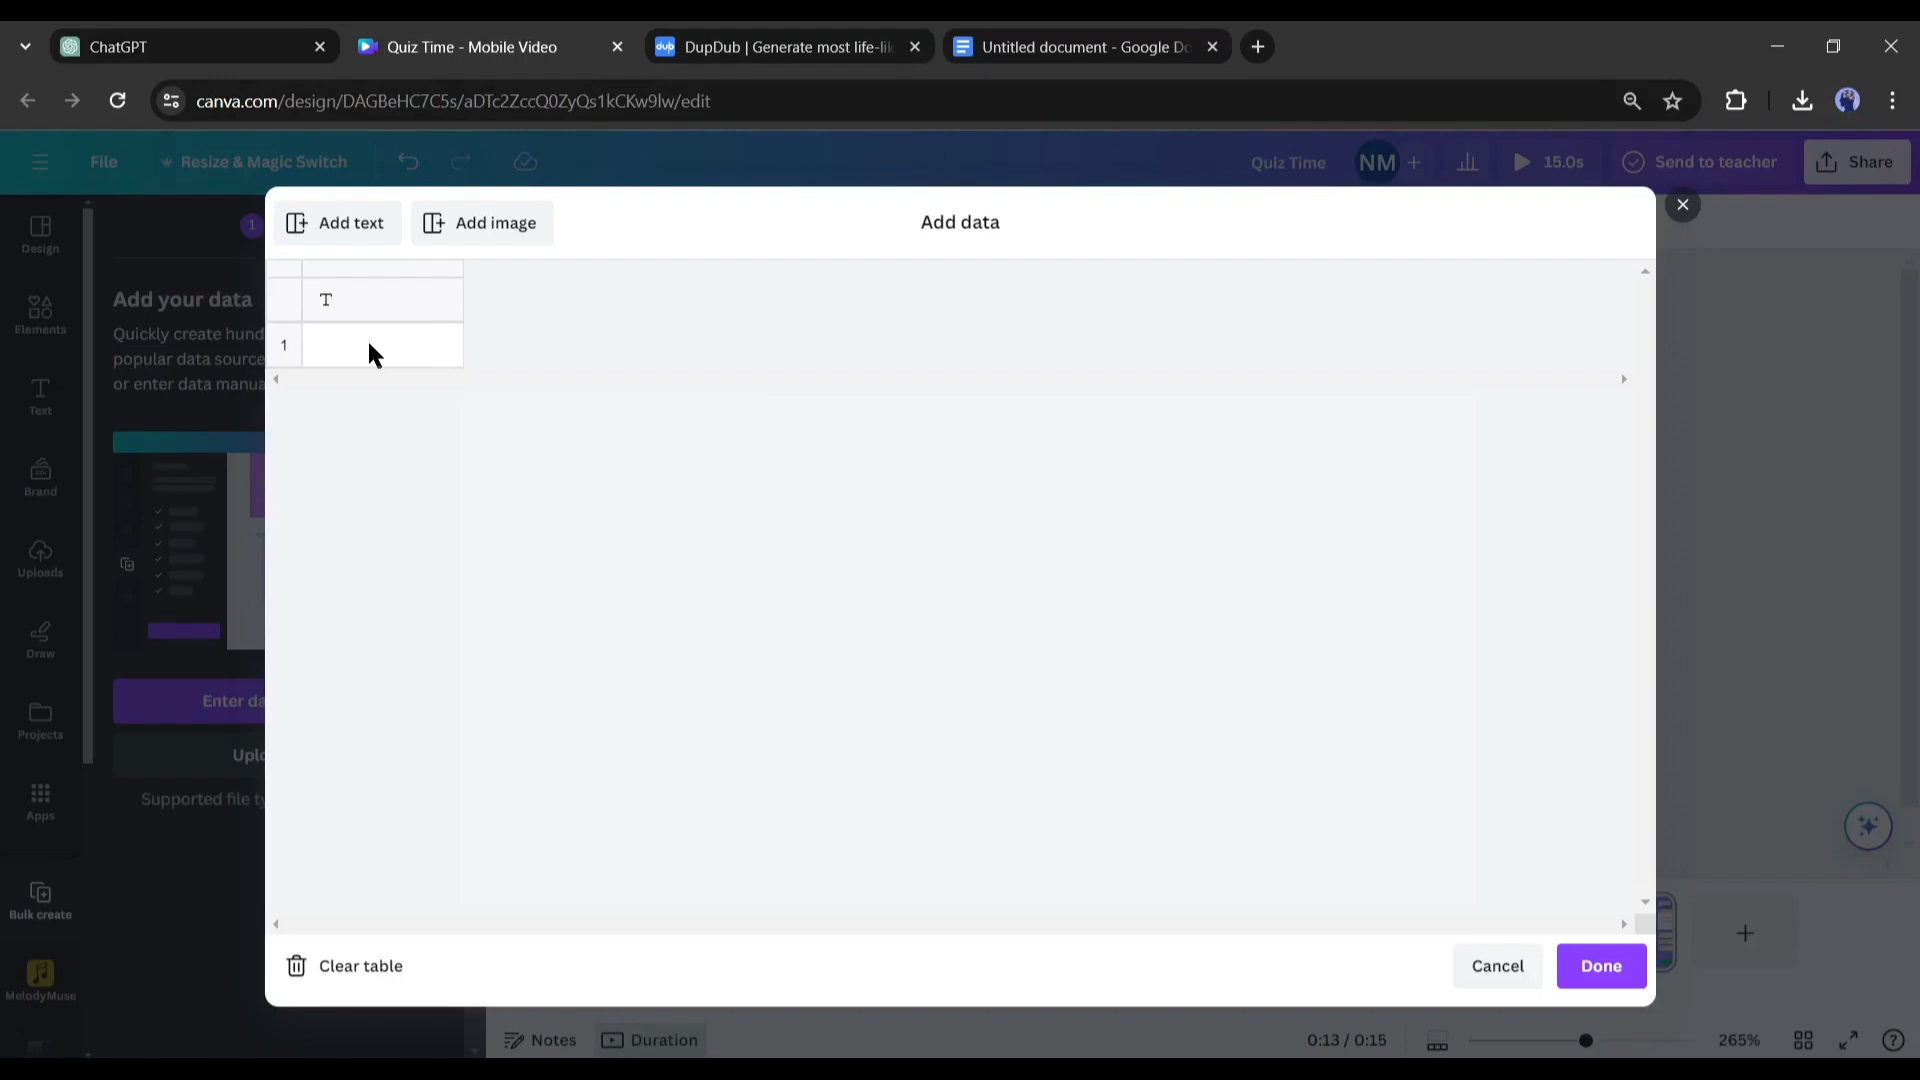 ChatGPT
Quiz Time - Mobile Video
DupDub | Generate most life-lik
Untitled document - Google Do
canva.com/design/DAGBeHC7C5s/aDTc2ZccQ0ZyQs1kCKw9lw/edit
File
Resize & Magic Switch
Quiz Time
NM
15.0s
Send to teacher
Share
Add text
Add image
Add data
Design
1
T
1
Add your data
Quickly create hund
popular data source
or enter data manua
Elements
Text
Brand
Uploads
Draw
Enter da
Projects
Uplo
Supported file ty
Apps
Bulk create
MelodyMuse
Clear table
Cancel
Done
Notes
Duration
0:13 / 0:15
265%